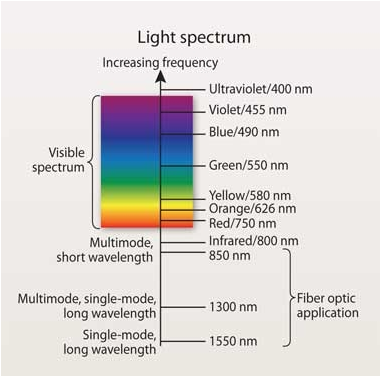 Light spectrum
Increasing frequency
Ultraviolet/400 nm
Violet/455 nm
Blue/490 nm
Visible
spectrum
Green/550 nm
Yellow/580 nm
Orange/626 nm
Red/750 nm
Multimode,
short wavelength
Infrared/800 nm
850 nm
Multimode, single-mode,
long wavelength
1300 nm
Fiber optic
application
Single-mode,
long wavelength
1550 nm